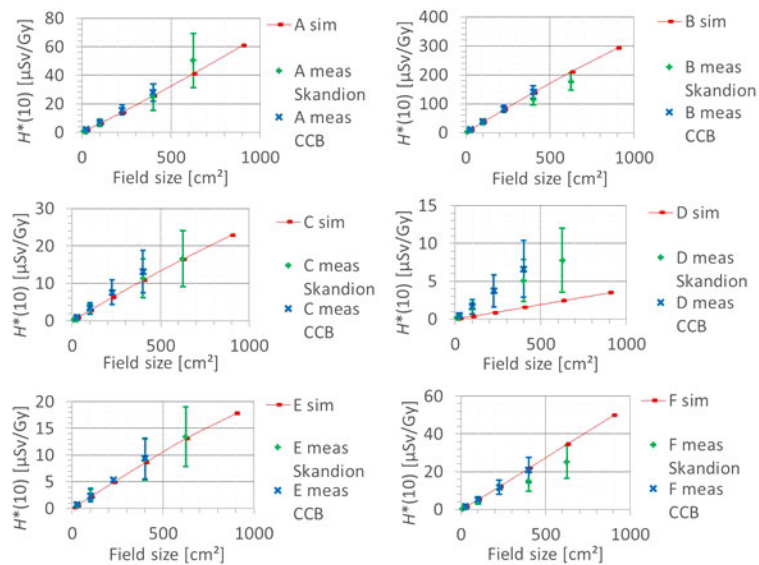 H*(10) [µSv/Gy]
80
60
40
20
0
0
500
1000
Field size [cm²]
A sim
A meas
Skandion
A meas
CCB
H*(10) [µSv/Gy]
400
300
200
100
0
0
500
1000
Field size [cm²]
B sim
B meas
Skandion
B meas
CCB
H*(10) [µSv/Gy]
30
20
10
0
0
500
1000
Field size [cm²]
C sim
C meas
Skandion
C meas
CCB
H*(10) [µSv/Gy]
15
10
5
0
0
500
1000
Field size [cm²]
D sim
D meas
Skandion
D meas
CCB
H*(10) [µSv/Gy]
20
15
10
5
0
0
500
1000
Field size [cm²]
E sim
E meas
Skandion
E meas
CCB
H*(10) [µSv/Gy]
60
40
20
0
0
500
1000
Field size [cm²]
F sim
F meas
Skandion
F meas
CCB